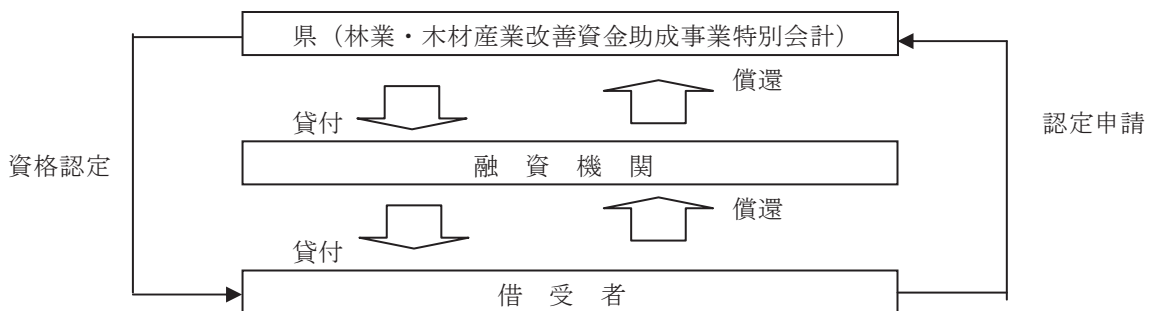 県（林業・木材産業改善資金助成事業特別会計）
貸付
償還
資格認定
認定申請
融資機関
貸付
償還
借受者